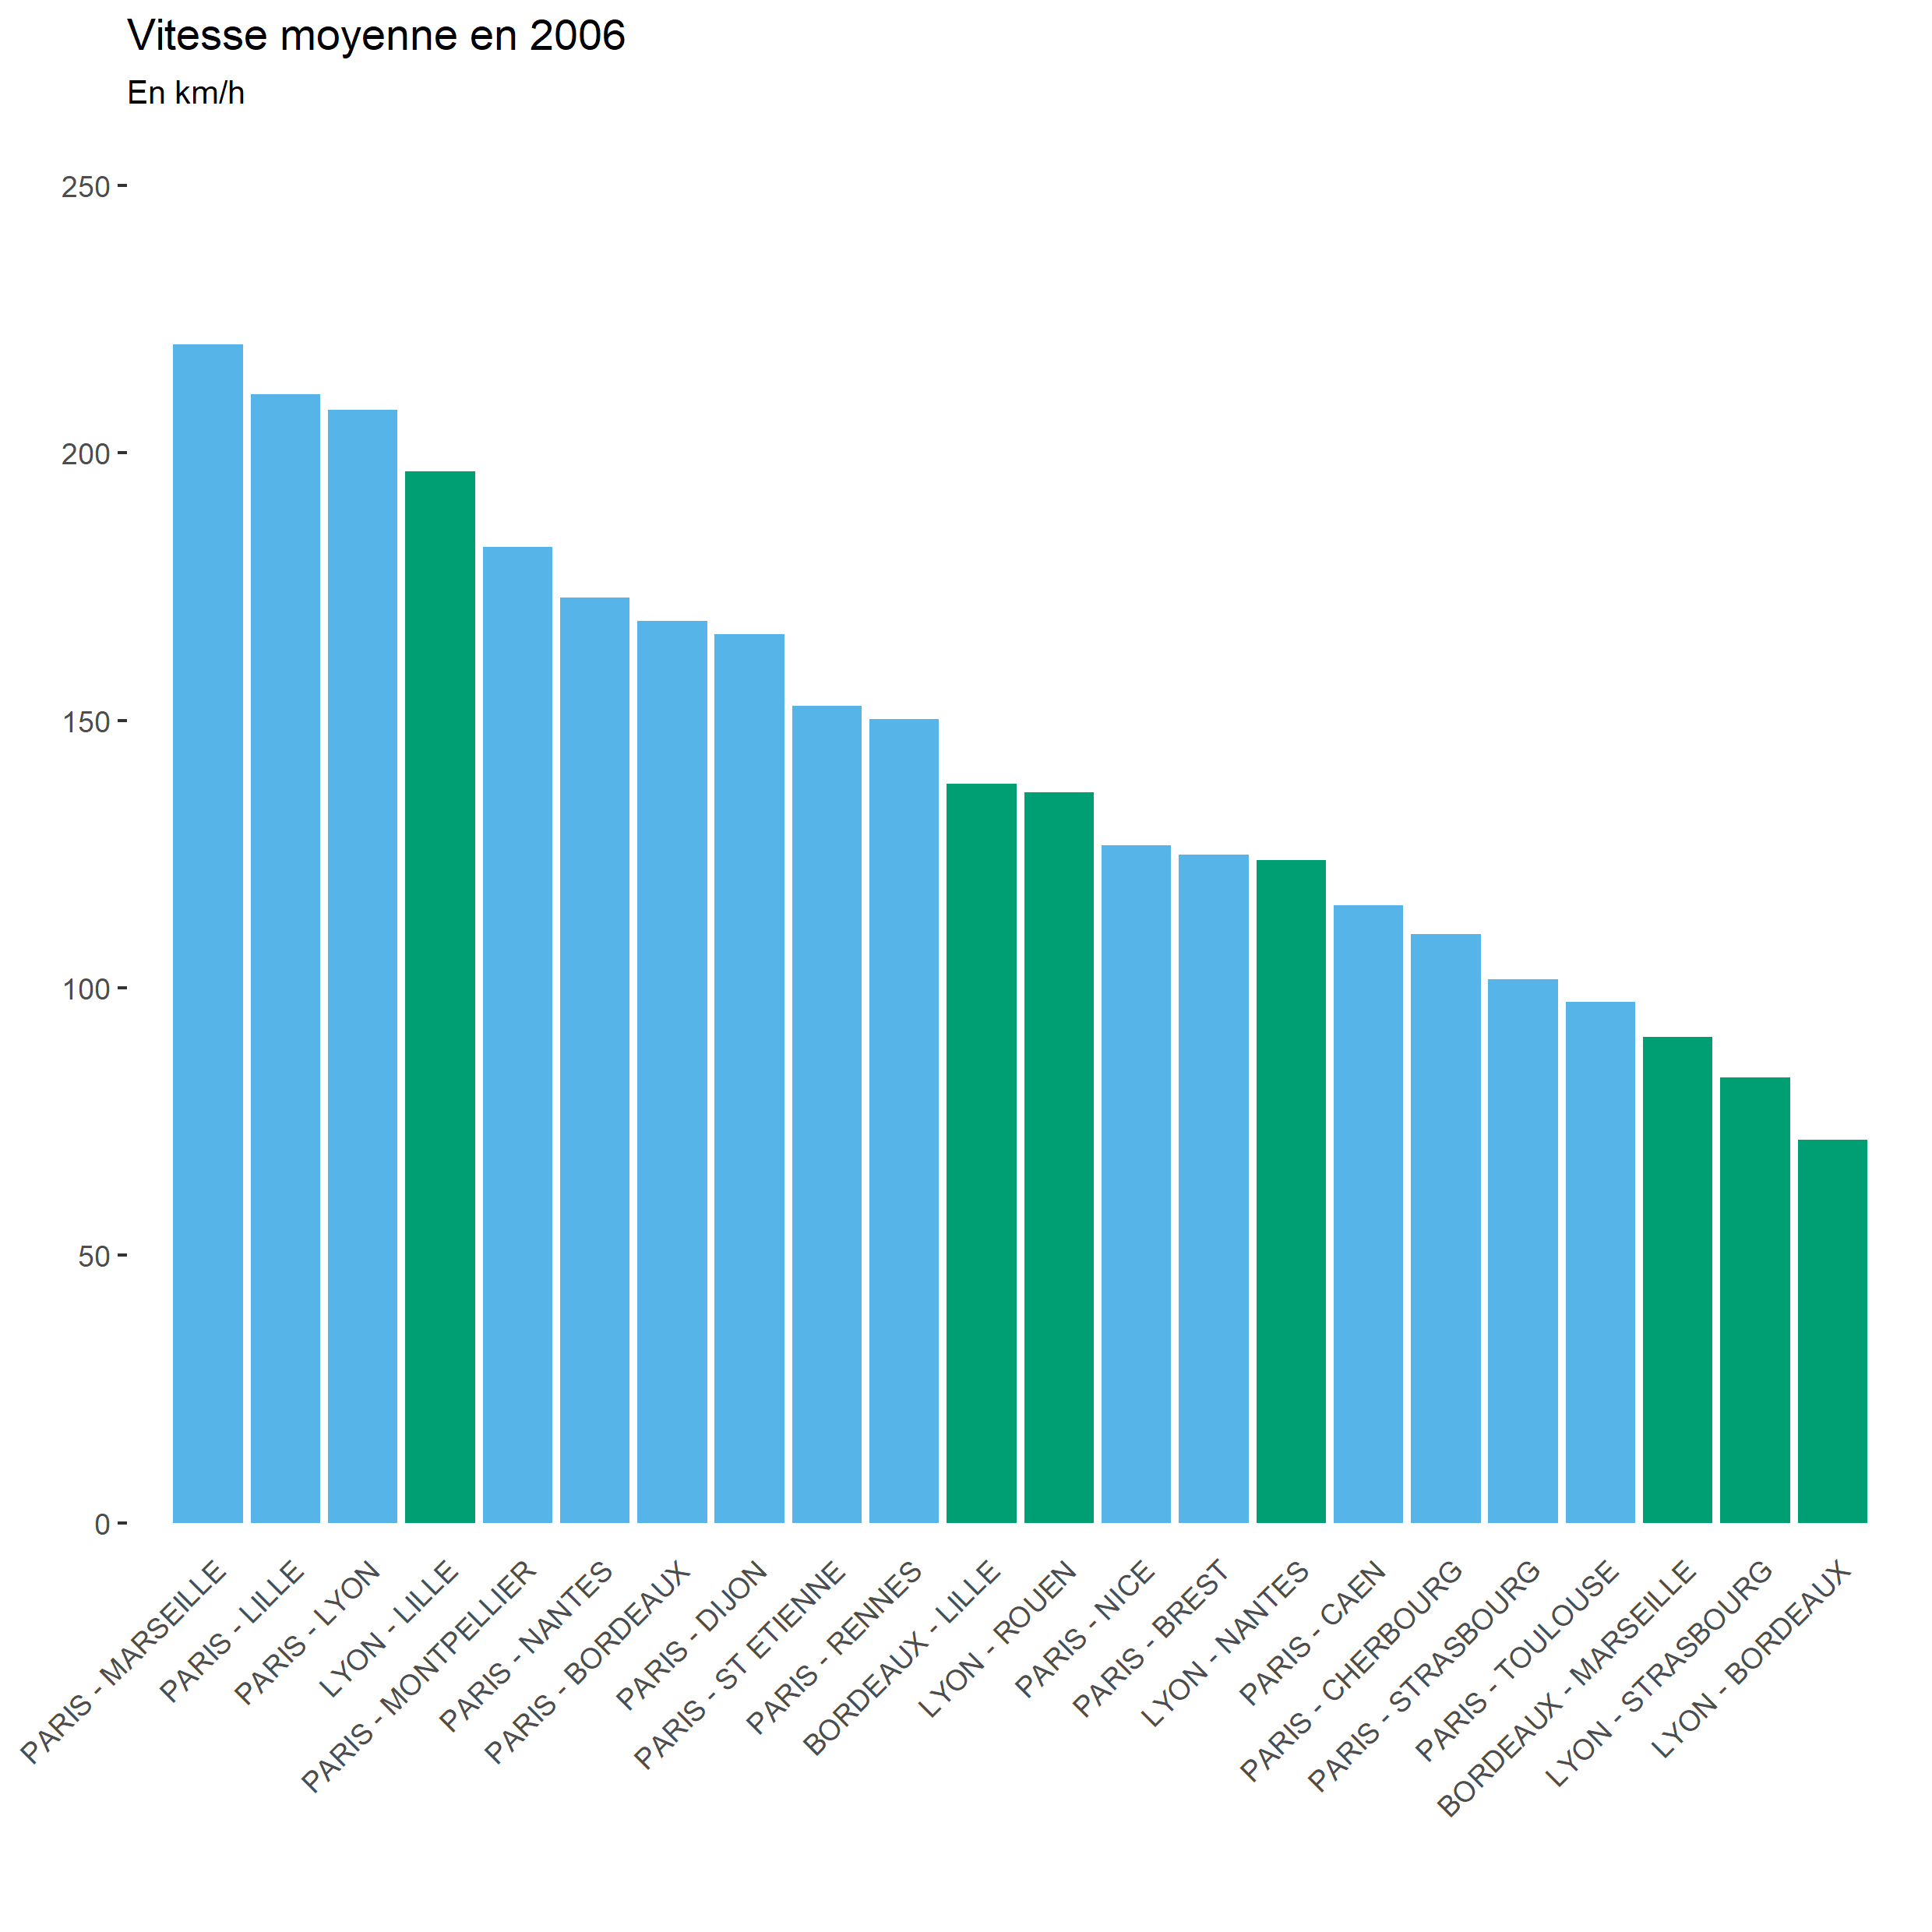 Vitesse moyenne en 2006
En km/h
250
200
150
100
50
0
PARIS - MARSEILLE
PARIS - LILLE
PARIS - LYON
LYON - LILLE
PARIS - MONTPELLIER
PARIS - NANTES
PARIS - BORDEAUX
PARIS - DIJON
PARIS - ST ETIENNE
PARIS - RENNES
BORDEAUX - LILLE
LYON - ROUEN
PARIS - NICE
PARIS - BREST
LYON - NANTES
PARIS - CAEN
PARIS - CHERBOURG
PARIS - STRASBOURG
PARIS - TOULOUSE
BORDEAUX - MARSEILLE
LYON - STRASBOURG
LYON - BORDEAUX